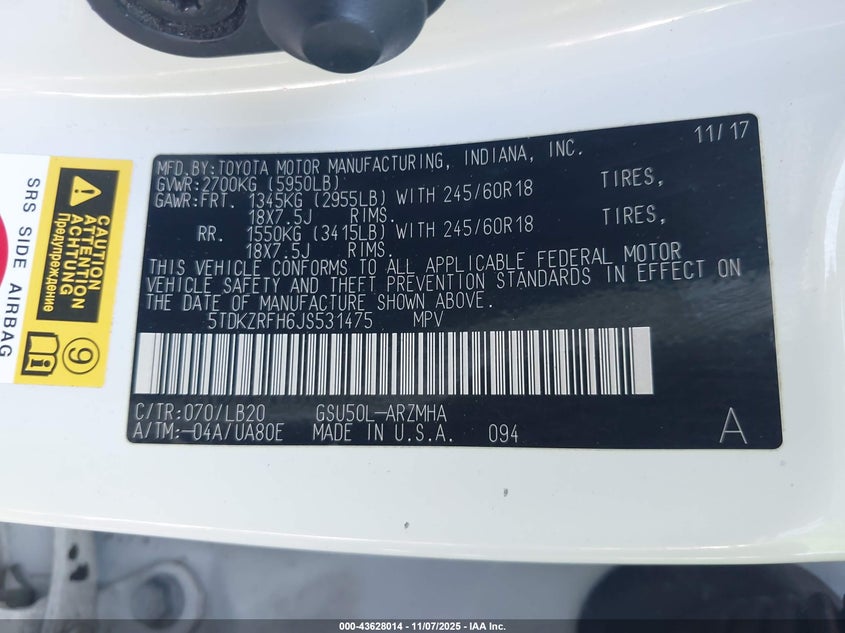 11/17
MFD.BY:TOYOTA MOTOR MANUFACTURING, INDIANA, INC.
GVWR:2700KG (5950LB)
GAWR:FRT. 1345KG (2955LB) WITH 245/60R18 TIRES,
18X7.5J RIMS.
RR. 1550KG (3415LB) WITH 245/60R18 TIRES,
18X7.5J RIMS.
THIS VEHICLE CONFORMS TO ALL APPLICABLE FEDERAL MOTOR
VEHICLE SAFETY AND THEFT PREVENTION STANDARDS IN EFFECT ON
THE DATE OF MANUFACTURE SHOWN ABOVE.
5TDKZRFH6JS531475 MPV
C/TR:070/LB20 GSU50L-ARZMHA
A/TM:-04A/UA80E MADE IN U.S.A. 094
A
SRS SIDE AIRBAG
CAUTION
ATTENTION
ACHTUNG
Предупреждение
9
i
000-43628014 - 11/07/2025 - IAA Inc.